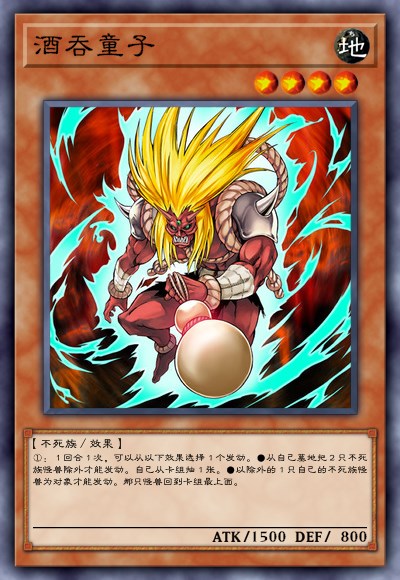 酒吞童子
地
【不死族／效果】
①：1回合1次，可以从以下效果选择1个发动。●从自己墓地把2只不死
族怪兽除外才能发动。自己从卡组抽1张。●以除外的1只自己的不死族怪
兽为对象才能发动。那只怪兽回到卡组最上面。
ATK/1500 DEF/ 800